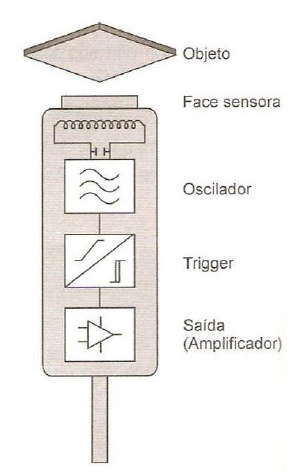 Objeto
Face sensora
Oscilador
Trigger
Saída
(Amplificador)